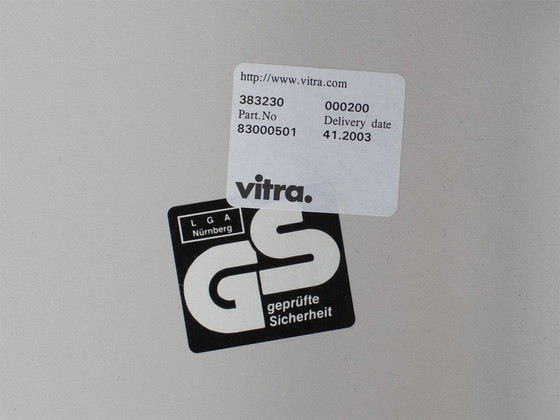 http://www.vitra.com
383230 000200
Part.No Delivery date
83000501 41.2003
vitra.
L G A
Nürnberg
GS
geprüfte
Sicherheit